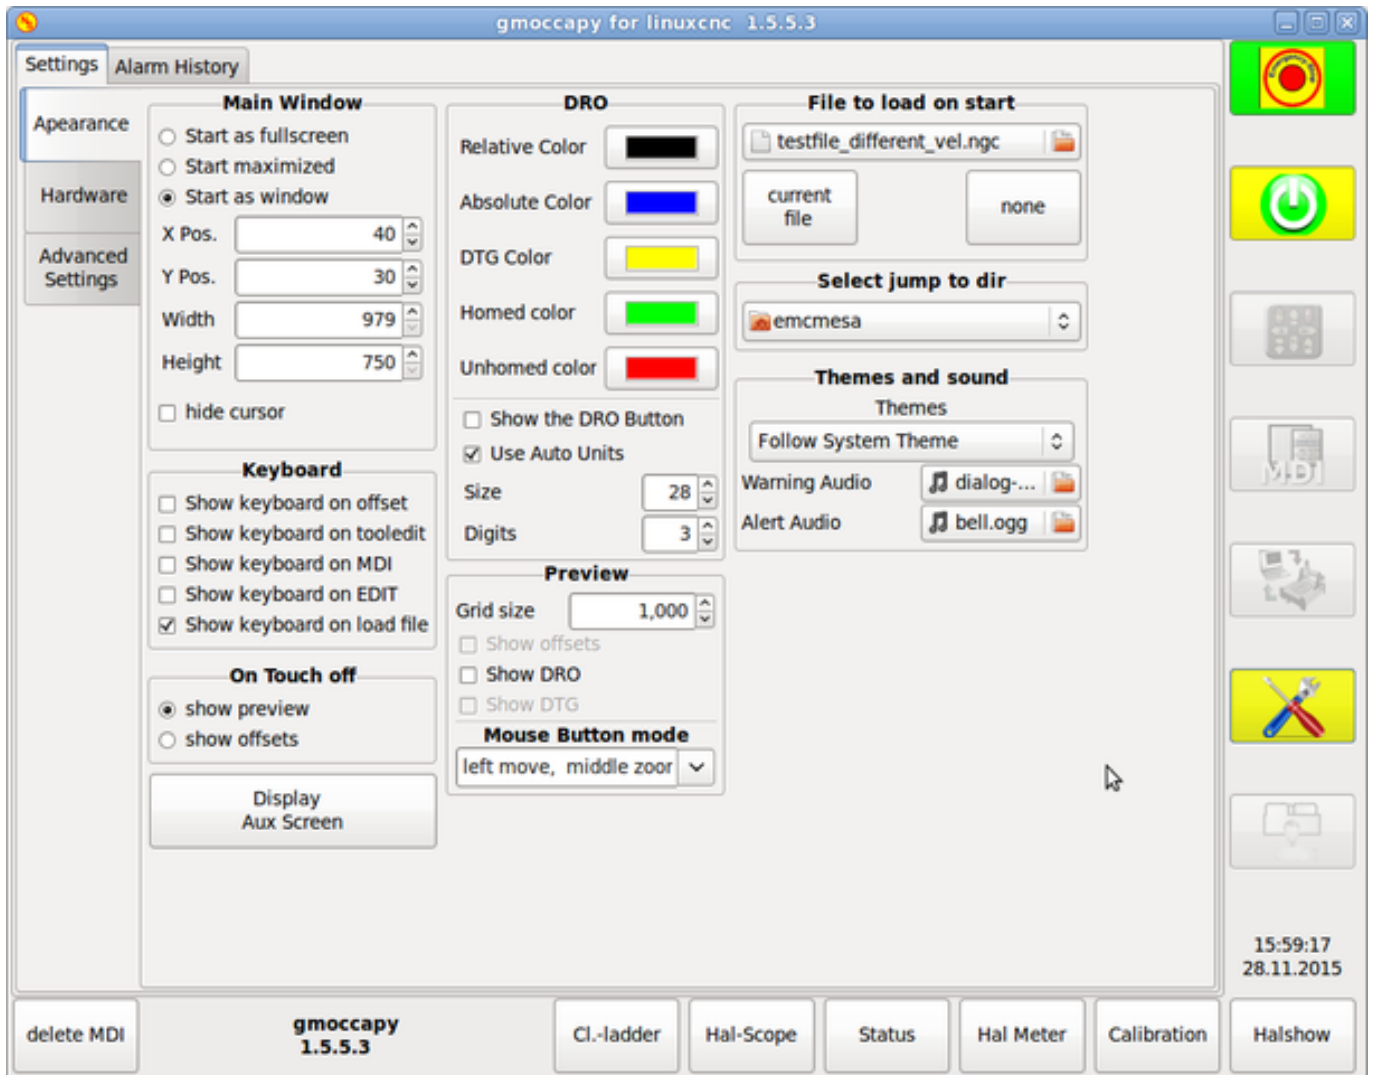 gmoccapy for linuxcnc 1.5.5.3
Settings
Alarm History
Apearance
Hardware
Advanced
Settings
Main Window
Start as fullscreen
Start maximized
Start as window
X Pos. 40
Y Pos. 30
Width 979
Height 750
hide cursor
Keyboard
Show keyboard on offset
Show keyboard on tooledit
Show keyboard on MDI
Show keyboard on EDIT
Show keyboard on load file
On Touch off
show preview
show offsets
Display
Aux Screen
DRO
Relative Color
Absolute Color
DTG Color
Homed color
Unhomed color
Show the DRO Button
Use Auto Units
Size 28
Digits 3
Preview
Grid size 1,000
Show offsets
Show DRO
Show DTG
Mouse Button mode
left move, middle zoor
File to load on start
testfile_different_vel.ngc
current
file
none
Select jump to dir
emcmesa
Themes and sound
Themes
Follow System Theme
Warning Audio dialog-...
Alert Audio bell.ogg
Emergency Stop
MDI
15:59:17
28.11.2015
delete MDI
gmoccapy
1.5.5.3
Cl.-ladder
Hal-Scope
Status
Hal Meter
Calibration
Halshow